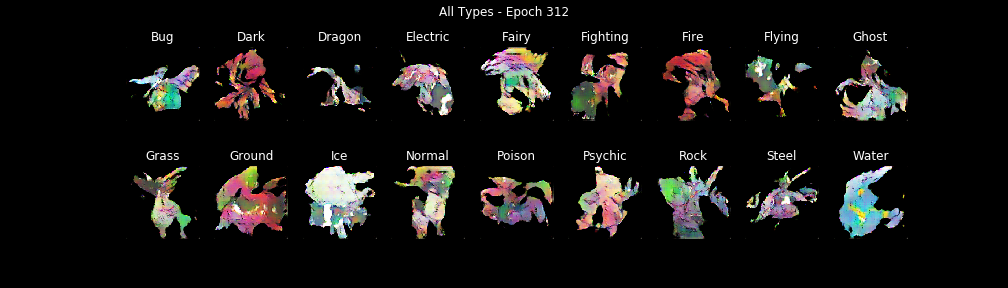 All Types - Epoch 312
Bug Dark Dragon Electric Fairy Fighting Fire Flying Ghost
Grass Ground Ice Normal Poison Psychic Rock Steel Water